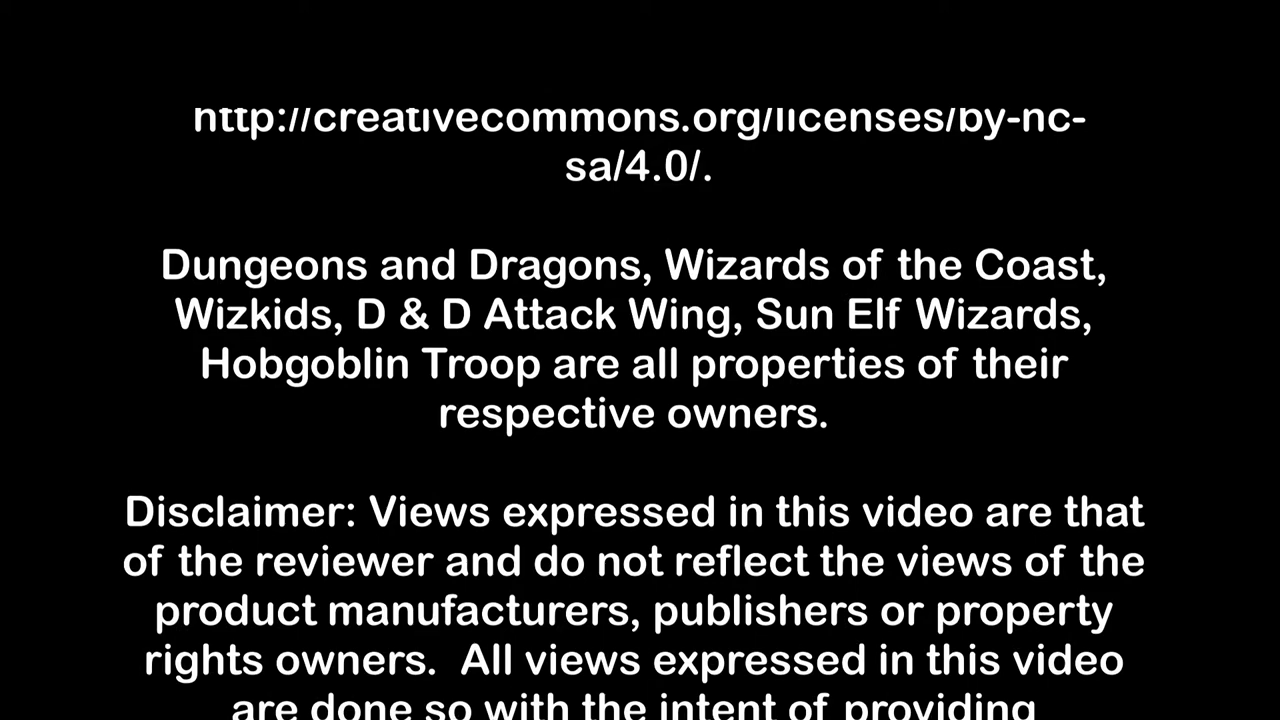 http://creativecommons.org/licenses/by-nc-
sa/4.0/.
Dungeons and Dragons, Wizards of the Coast,
Wizkids, D & D Attack Wing, Sun Elf Wizards,
Hobgoblin Troop are all properties of their
respective owners.
Disclaimer: Views expressed in this video are that
of the reviewer and do not reflect the views of the
product manufacturers, publishers or property
rights owners.  All views expressed in this video
are done so with the intent of providing